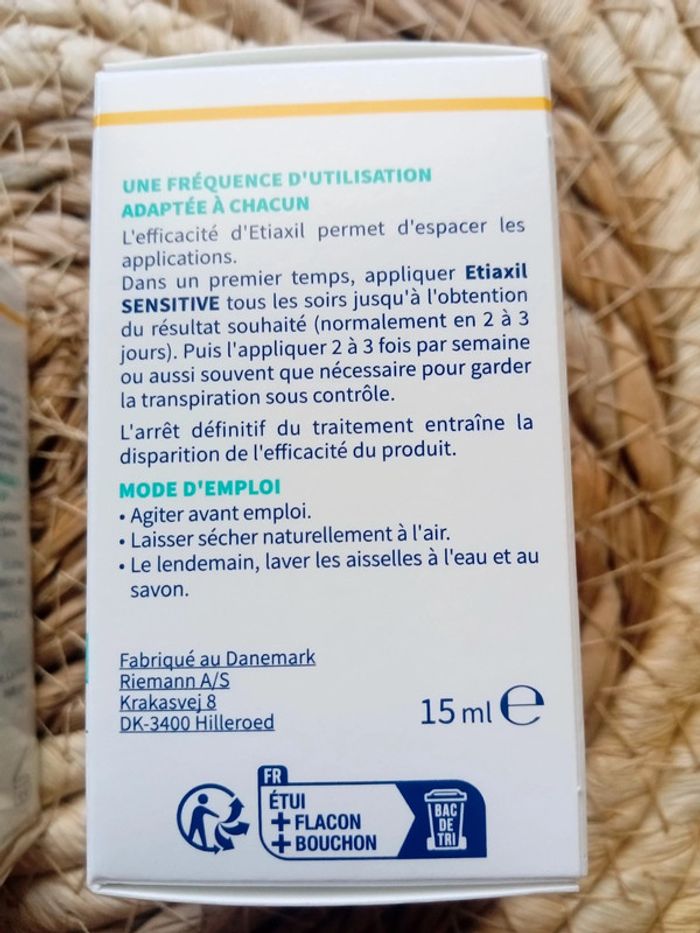 UNE FRÉQUENCE D'UTILISATION
ADAPTÉE À CHACUN
L'efficacité d'Etiaxil permet d'espacer les
applications.
Dans un premier temps, appliquer Etiaxil
SENSITIVE tous les soirs jusqu'à l'obtention
du résultat souhaité (normalement en 2 à 3
jours). Puis l'appliquer 2 à 3 fois par semaine
ou aussi souvent que nécessaire pour garder
la transpiration sous contrôle.
L'arrêt définitif du traitement entraîne la
disparition de l'efficacité du produit.
MODE D'EMPLOI
• Agiter avant emploi.
• Laisser sécher naturellement à l'air.
• Le lendemain, laver les aisselles à l'eau et au
savon.
Fabriqué au Danemark
Riemann A/S
Krakasvej 8
DK-3400 Hilleroed
15 ml e
FR
ÉTUI
+ FLACON
+ BOUCHON
BAC
DE
TRI